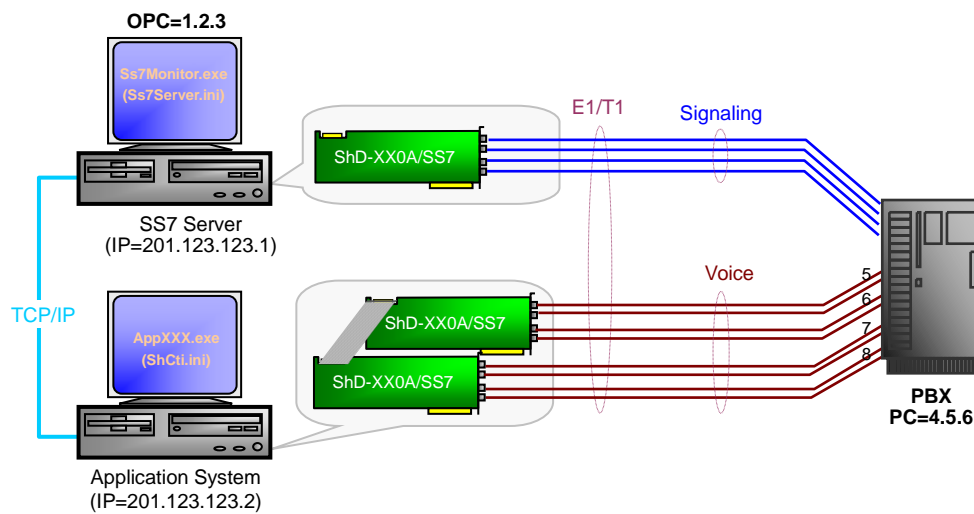 OPC=1.2.3
Ss7Monitor.exe
(Ss7Server.ini)
ShD-XX0A/SS7
E1/T1
Signaling
SS7 Server
(IP=201.123.123.1)
TCP/IP
Voice
5
6
7
8
ShD-XX0A/SS7
ShD-XX0A/SS7
AppXXX.exe
(ShCti.ini)
PBX
PC=4.5.6
Application System
(IP=201.123.123.2)